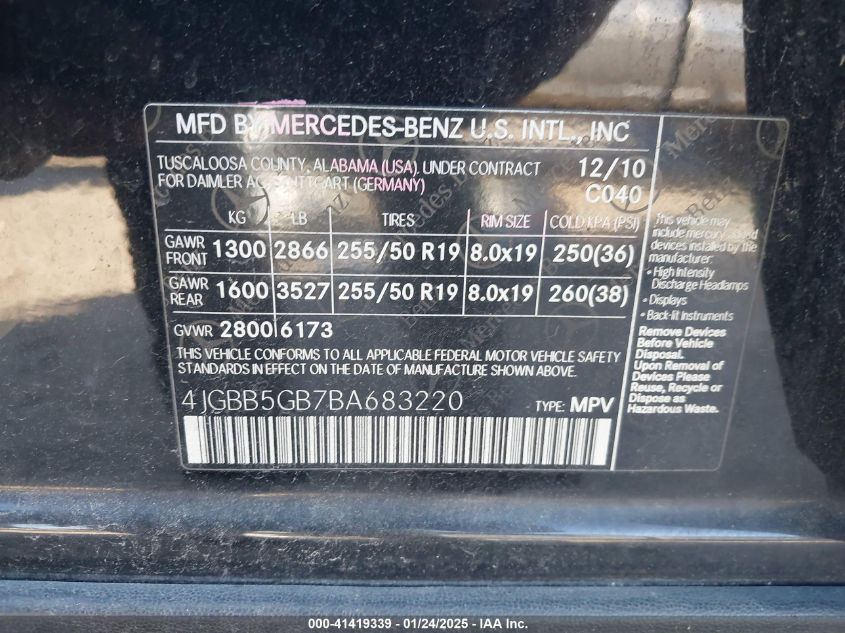 MFD BY MERCEDES-BENZ U.S. INTL., INC
TUSCALOOSA COUNTY, ALABAMA (USA). UNDER CONTRACT 12/10
FOR DAIMLER AG, STUTTGART (GERMANY) C040
KG LB TIRES RIM SIZE COLD KPA (PSI)
GAWR FRONT 1300 2866 255/50 R19 8.0x19 250(36)
GAWR REAR 1600 3527 255/50 R19 8.0x19 260(38)
GVWR 2800 6173
THIS VEHICLE CONFORMS TO ALL APPLICABLE FEDERAL MOTOR VEHICLE SAFETY
STANDARDS IN EFFECT ON THE DATE OF MANUFACTURE SHOWN ABOVE.
4JGBB5GB7BA683220 TYPE: MPV
This vehicle may
include mercury added
devices installed by the
manufacturer:
• High Intensity
Discharge Headlamps
• Displays
• Back-lit Instruments
Remove Devices
Before Vehicle
Disposal.
Upon Removal of
Devices Please
Reuse, Recycle or
Dispose as
Hazardous Waste.
000-41419339 - 01/24/2025 - IAA Inc.